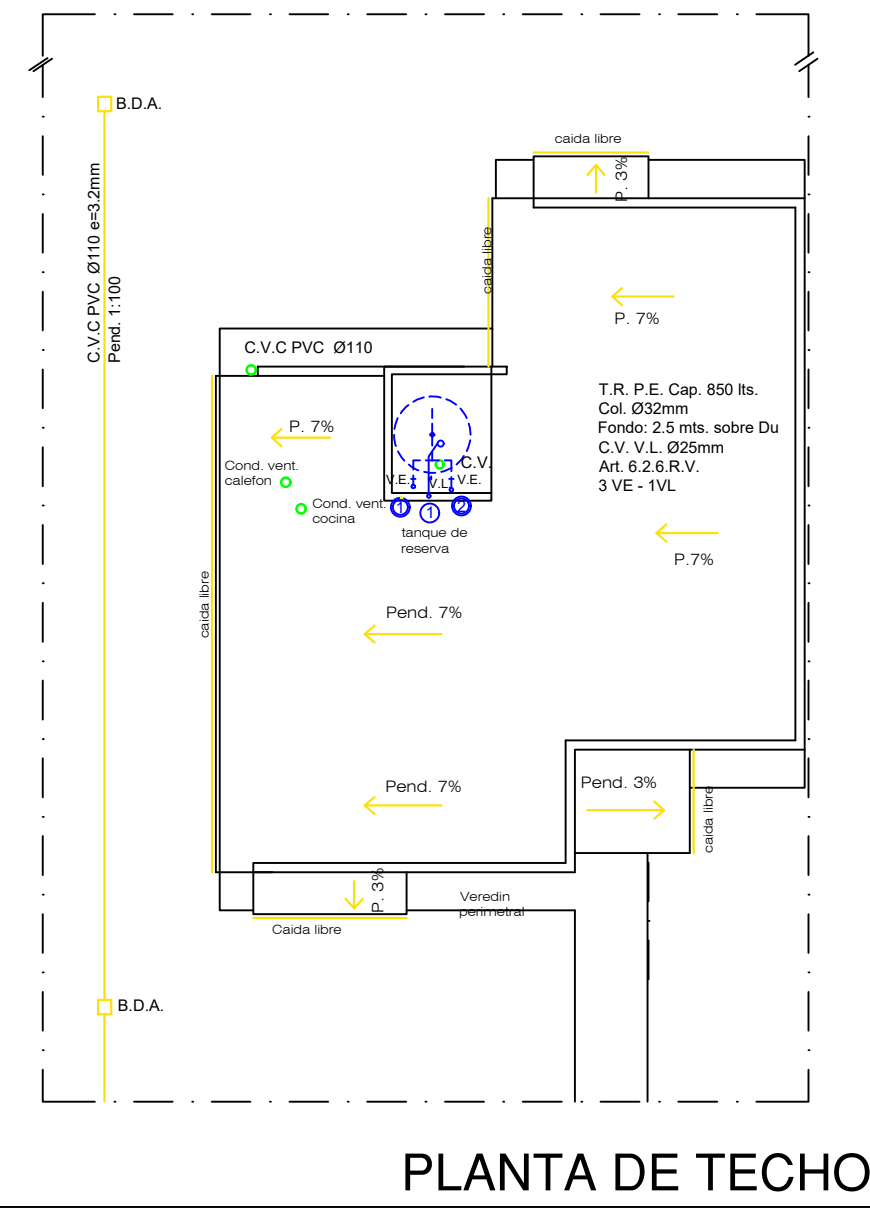 B.D.A.
caida libre
P. 3%
C.V.C PVC Ø110 e=3.2mm
Pend. 1:100
caida libre
P. 7%
C.V.C PVC Ø110
T.R. P.E. Cap. 850 lts.
Col. Ø32mm
Fondo: 2.5 mts. sobre Du
C.V. V.L. Ø25mm
Art. 6.2.6.R.V.
3 VE - 1VL
P. 7%
Cond. vent.
calefon
C.V.
V.E.
V.L.
V.E.
Cond. vent.
cocina
1
1
2
tanque de
reserva
P.7%
caida libre
Pend. 7%
Pend. 7%
Pend. 3%
caida libre
P. 3%
Veredin
perimetral
Caida libre
B.D.A.
PLANTA DE TECHO